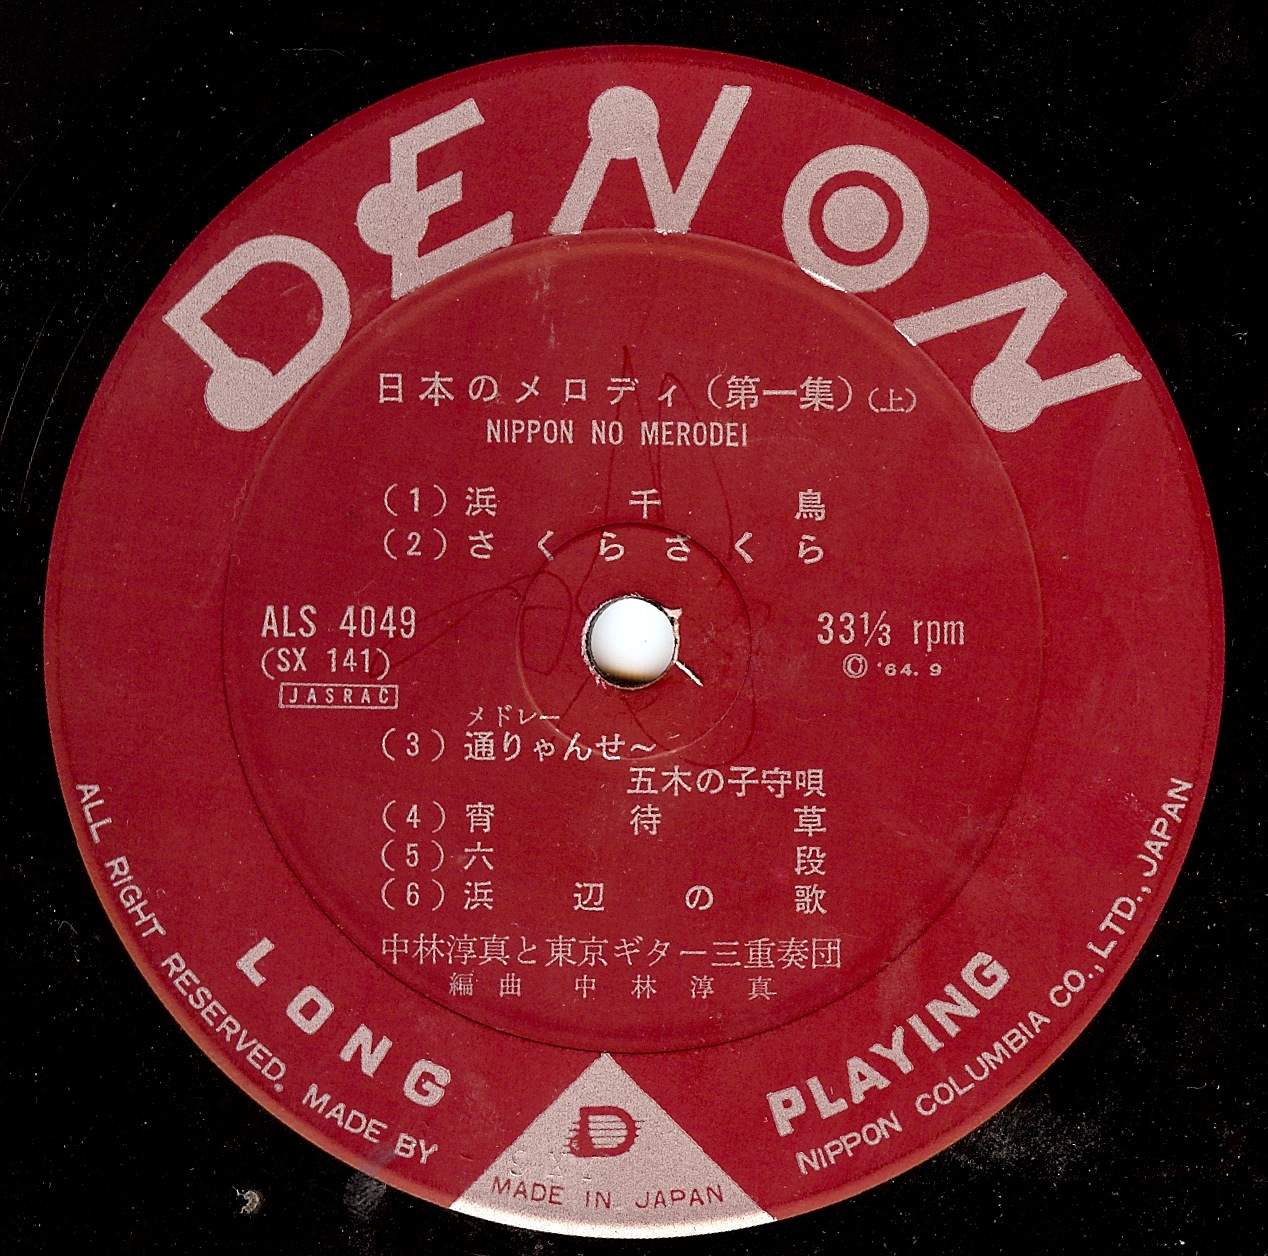 DENON
日本のメロディ（第一集）（上）
NIPPON NO MERODEI
（1）浜千鳥
（2）さくらさくら
ALS 4049
(SX 141)
JASRAC
33⅓ rpm
Ⓒ '64. 9
メドレー
（3）通りゃんせ～
五木の子守唄
（4）宵待草
（5）六段
（6）浜辺の歌
中林淳真と東京ギター三重奏団
編曲 中林淳真
LONG PLAYING
ALL RIGHT RESERVED. MADE BY NIPPON COLUMBIA CO., LTD., JAPAN
D
MADE IN JAPAN